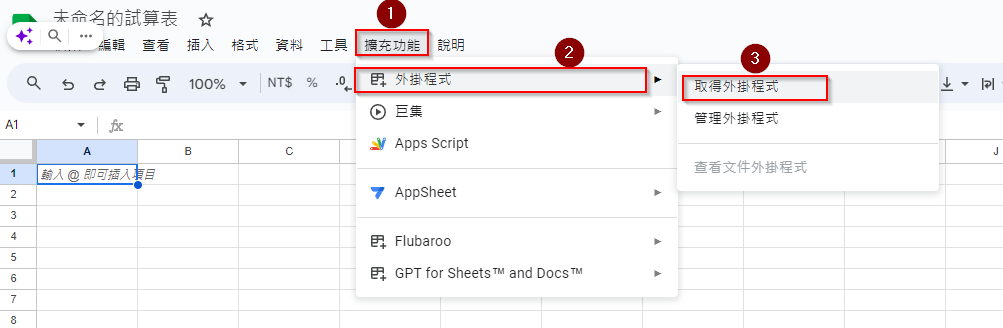 未命名的試算表
編輯 查看 插入 格式 資料 工具 擴充功能 說明
1
2
3
100% NT$ % .0
外掛程式
取得外掛程式
A1 fx
巨集
管理外掛程式
Apps Script
A B C J
查看文件外掛程式
1 輸入 @ 即可插入項目
AppSheet
2
3
4
Flubaroo
5
GPT for Sheets™ and Docs™
6
7
8